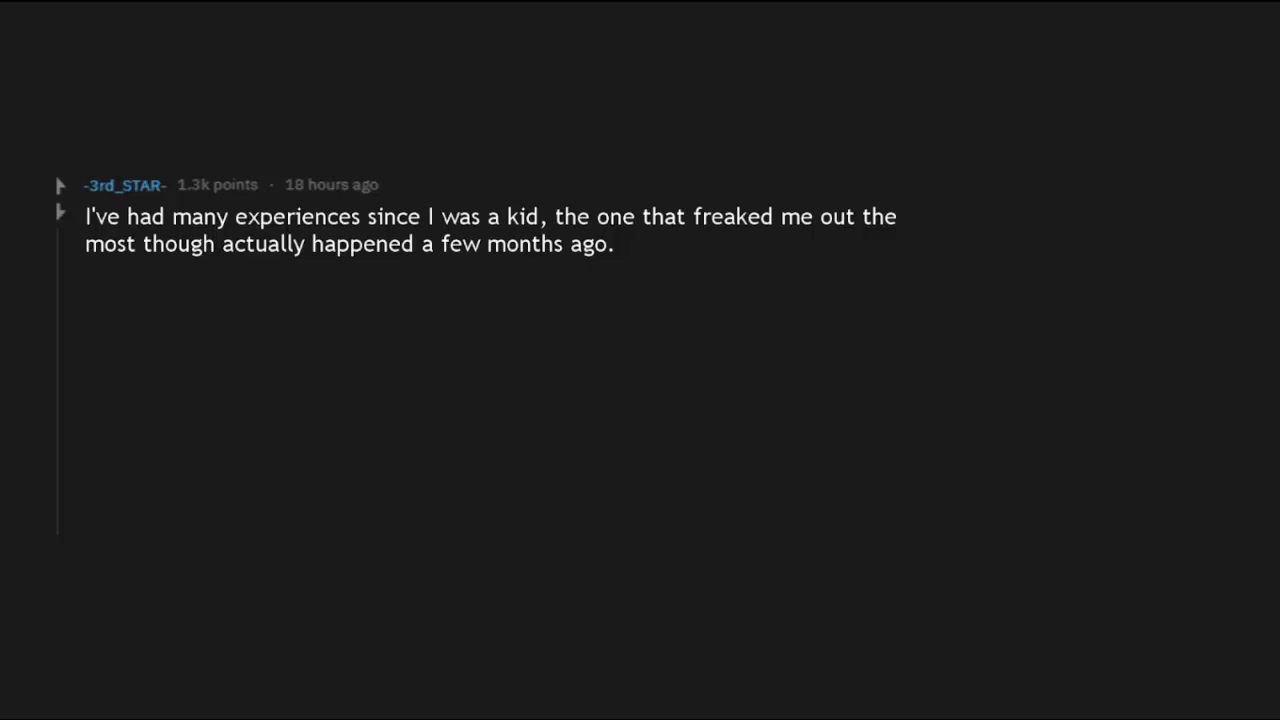 -3rd_STAR- 1.3k points · 18 hours ago
I've had many experiences since I was a kid, the one that freaked me out the
most though actually happened a few months ago.